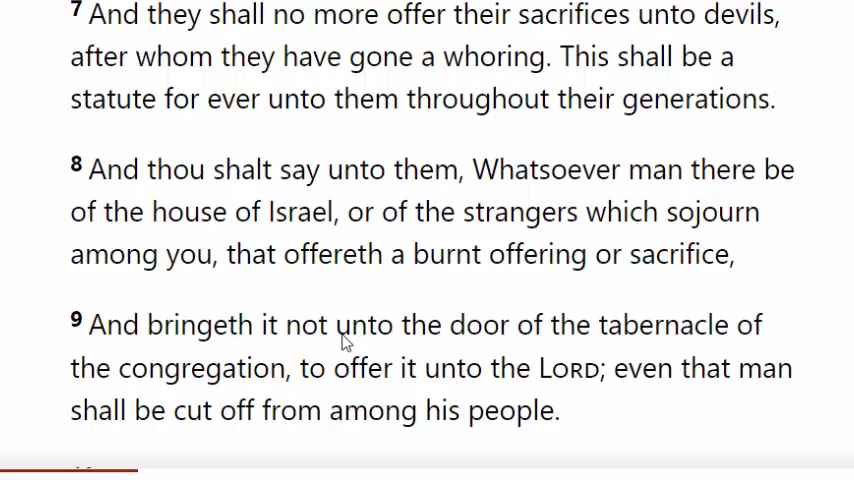 7 And they shall no more offer their sacrifices unto devils,
after whom they have gone a whoring. This shall be a
statute for ever unto them throughout their generations.
8 And thou shalt say unto them, Whatsoever man there be
of the house of Israel, or of the strangers which sojourn
among you, that offereth a burnt offering or sacrifice,
9 And bringeth it not unto the door of the tabernacle of
the congregation, to offer it unto the LORD; even that man
shall be cut off from among his people.